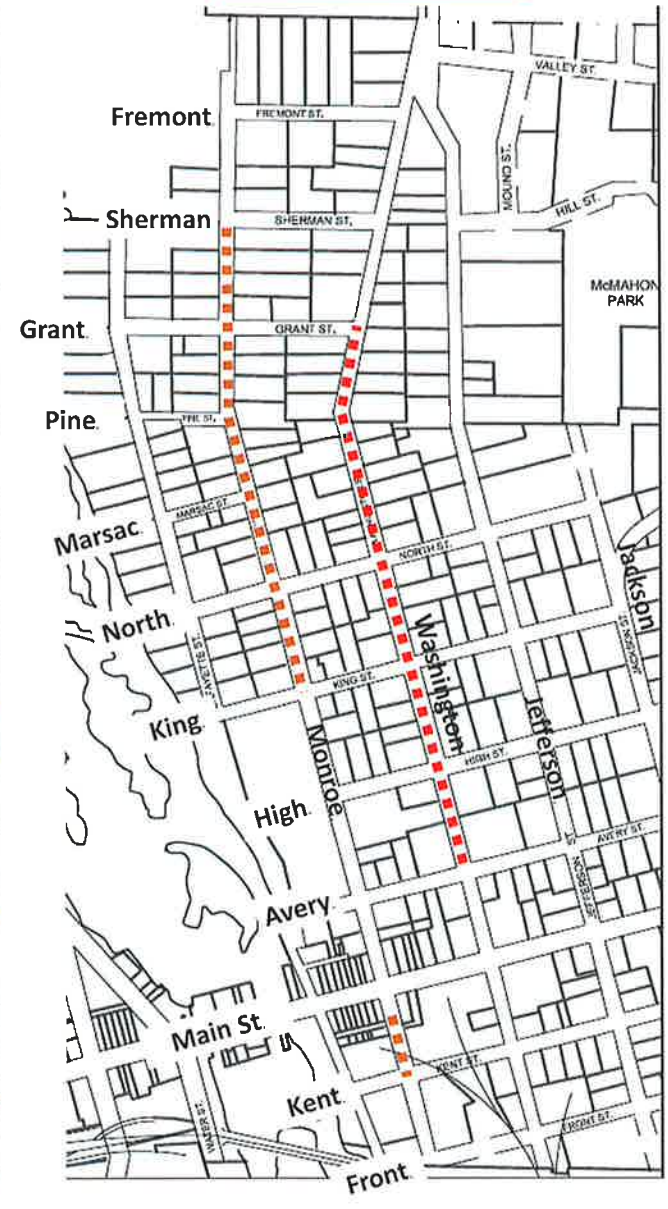 VALLEY ST.
Fremont
FREMONT ST.
MOUND ST.
HILL ST.
Sherman
SHERMAN ST.
McMAHON
PARK
Grant
GRANT ST.
Pine
PINE ST.
MARSAC ST.
Marsac
NORTH ST.
Jackson
North
LAFAYETTE ST.
JACKSON ST.
Washington
KING ST.
King
Jefferson
Monroe
HIGH ST.
High
AVERY ST.
ST.
JEFFERSON
Avery
Main St.
KENT ST.
Kent
WATER ST.
FRONT ST.
Front